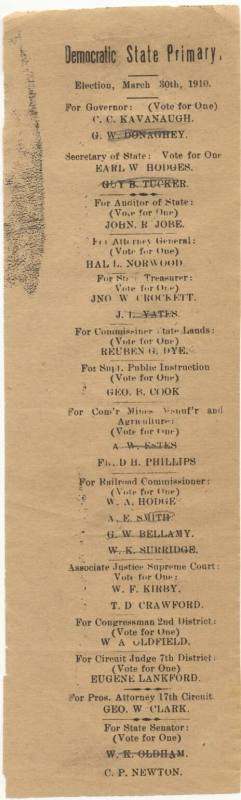 Democratic State Primary,
Election, March 30th, 1910.
For Governor: (Vote for One)
C. C. KAVANAUGH.
G. W. DONAGHEY.
Secretary of State: Vote for One
EARL W HODGES.
GUY B. TUCKER.
For Auditor of State:
(Vote for One)
JOHN. R JOBE.
For Attorney General:
(Vote for One)
HAL L. NORWOOD
For St Treasurer:
Vote for One)
JNO W CROCKETT.
J. L. YATES.
For Commissiner State Lands:
(Vote for One)
REUBEN G. DYE.
For Supt. Public Instruction
(Vote for One)
GEO. B. COOK
For Com'r Mines Manuf'r and
Agriculture:
(Vote for One)
A W. ESTES
FR.D H. PHILLIPS
For Railroad Commissioner:
(Vote for One)
W. A. HODGE
A. E. SMITH
G. W. BELLAMY.
W. K. SURRIDGE.
Associate Justice Supreme Court:
Vote for One:
W. F. KIRBY.
T. D CRAWFORD.
For Congressman 2nd District:
(Vote for One)
W A OLDFIELD.
For Circuit Judge 7th District:
(Vote for One)
EUGENE LANKFORD.
For Pros. Attorney 17th Circuit
GEO. W CLARK.
For State Senator:
(Vote for One)
W. K. OLDHAM.
C. P. NEWTON.